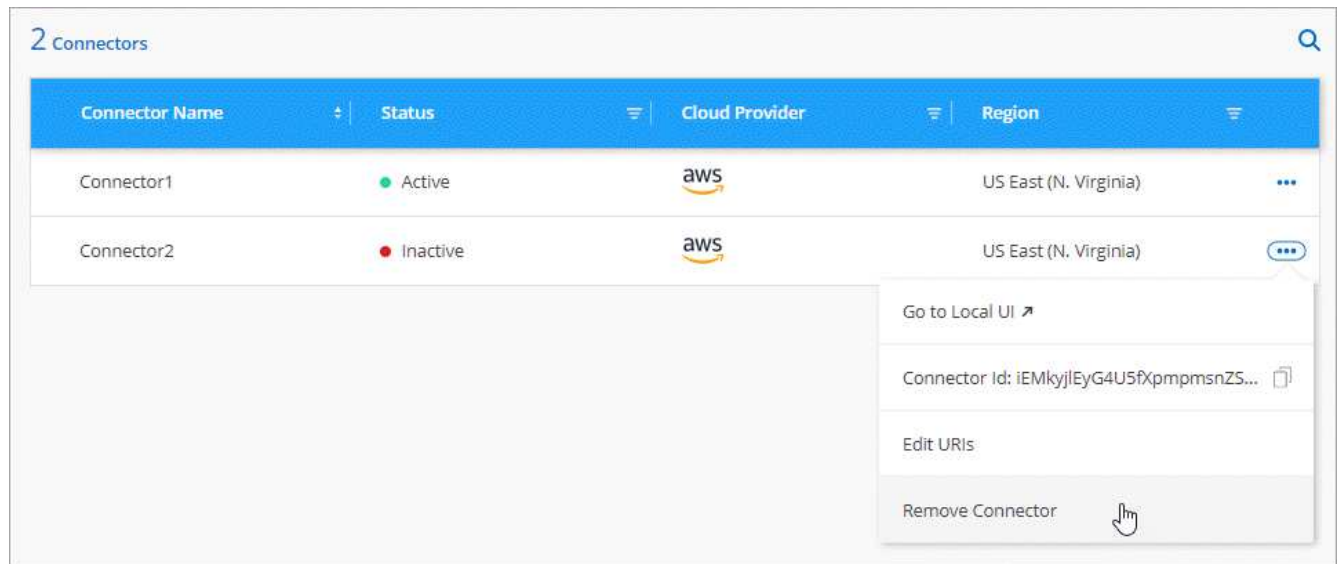 2 Connectors
Connector Name Status Cloud Provider Region
Connector1 Active aws US East (N. Virginia)
Connector2 Inactive aws US East (N. Virginia)
Go to Local UI
Connector Id: iEMkyjlEyG4U5fXpmpmsnZS...
Edit URIs
Remove Connector